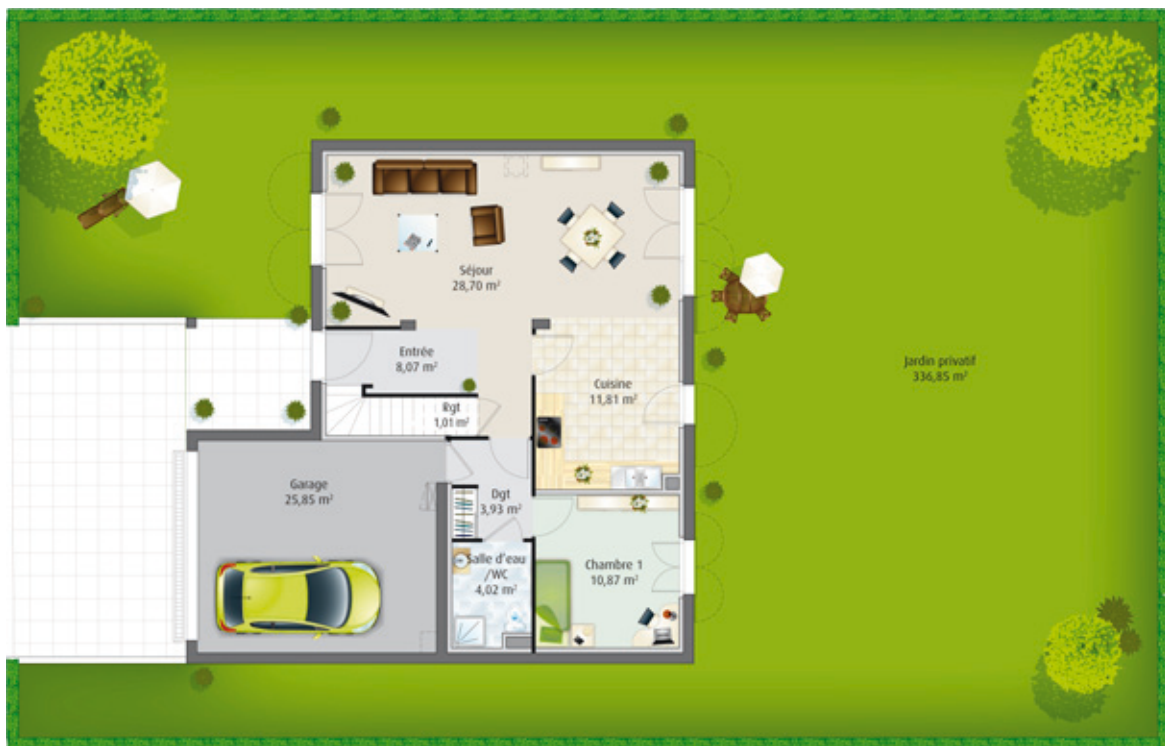 Séjour
28,70 m²
Entrée
8,07 m²
Jardin privatif
336,85 m²
Cuisine
11,81 m²
Rgt
1,01 m²
Garage
25,85 m²
Dgt
3,93 m²
Salle d'eau
/WC
4,02 m²
Chambre 1
10,87 m²